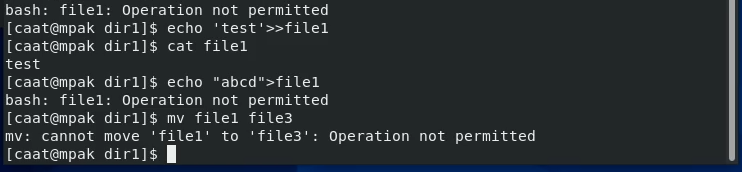 bash: file1: Operation not permitted
[caat@mpak dir1]$ echo 'test'>>file1
[caat@mpak dir1]$ cat file1
test
[caat@mpak dir1]$ echo "abcd">file1
bash: file1: Operation not permitted
[caat@mpak dir1]$ mv file1 file3
mv: cannot move 'file1' to 'file3': Operation not permitted
[caat@mpak dir1]$